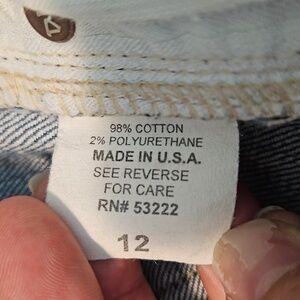 98% COTTON
2% POLYURETHANE
MADE IN U.S.A.
SEE REVERSE
FOR CARE
RN# 53222
12